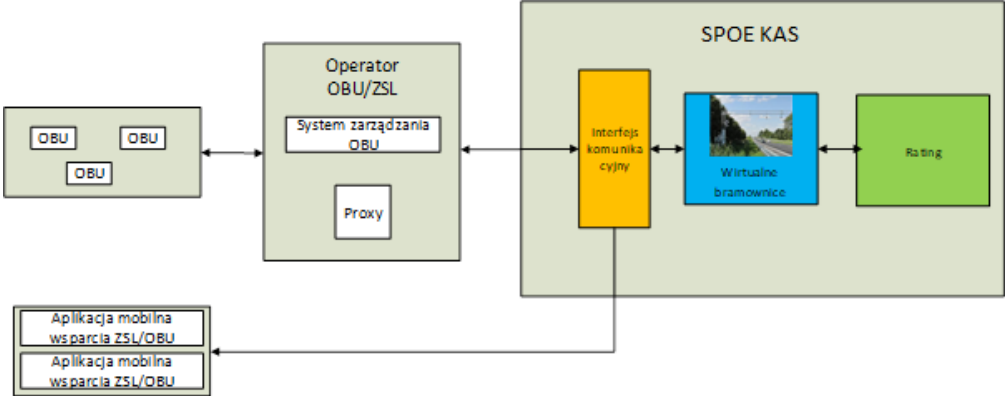 SPOE KAS
Operator
OBU/ZSL
System zarządzania
OBU
Proxy
OBU
OBU
OBU
Interfejs
komunika
cyjny
Wirtualne
bramownice
Rating
Aplikacja mobilna
wsparcia ZSL/OBU
Aplikacja mobilna
wsparcia ZSL/OBU